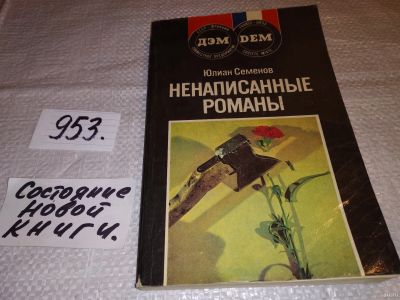 ДЭМ DEM
Юлиан Семенов
НЕНАПИСАННЫЕ
РОМАНЫ
953.
Состояние
новой
книги.